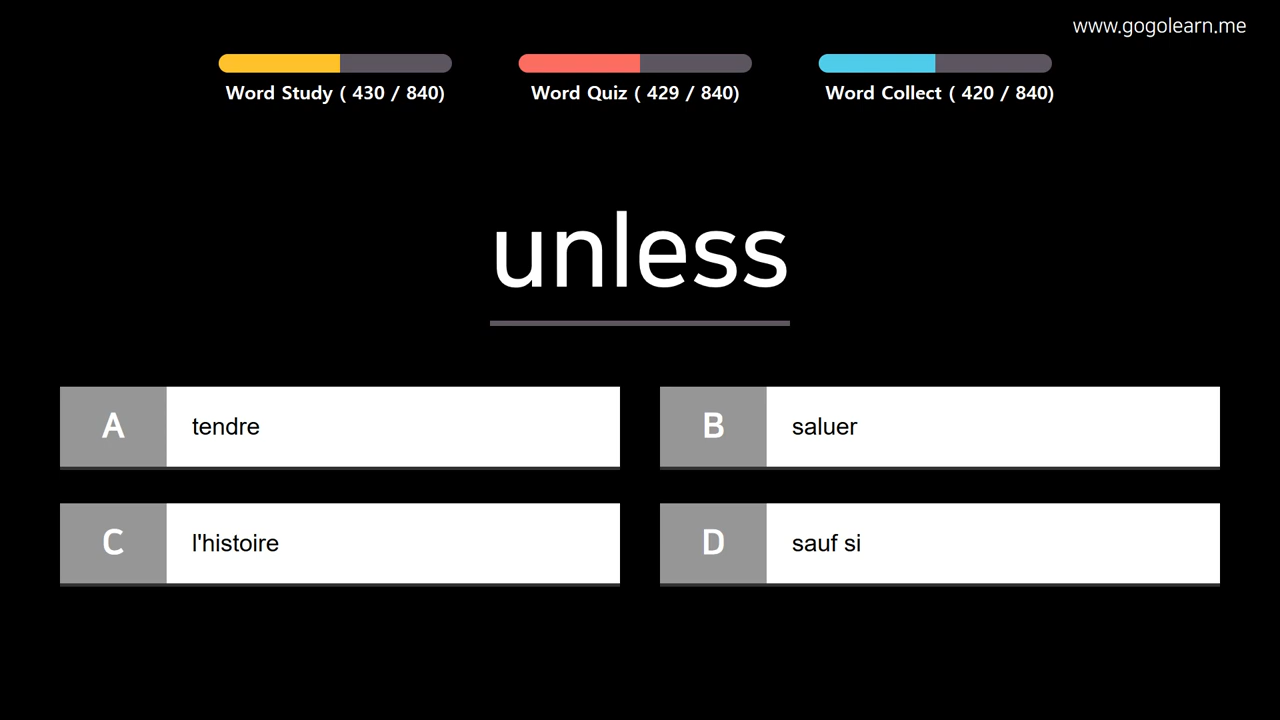 www.gogolearn.me
Word Study ( 430 / 840)
Word Quiz ( 429 / 840)
Word Collect ( 420 / 840)
unless
A tendre
B saluer
C l'histoire
D sauf si